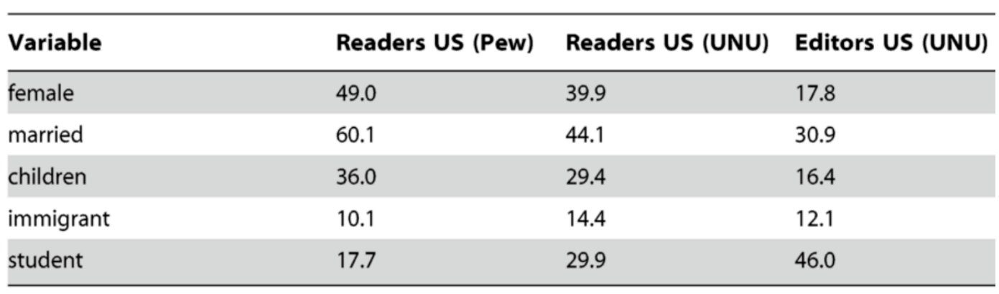 Variable Readers US (Pew) Readers US (UNU) Editors US (UNU)
female 49.0 39.9 17.8
married 60.1 44.1 30.9
children 36.0 29.4 16.4
immigrant 10.1 14.4 12.1
student 17.7 29.9 46.0